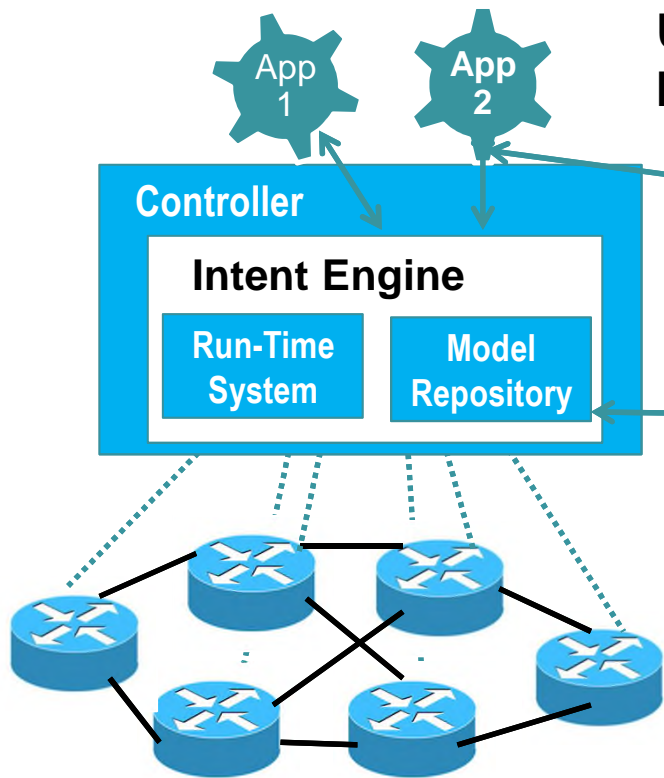 App
1
App
2
Controller
Intent Engine
Run-Time
System
Model
Repository